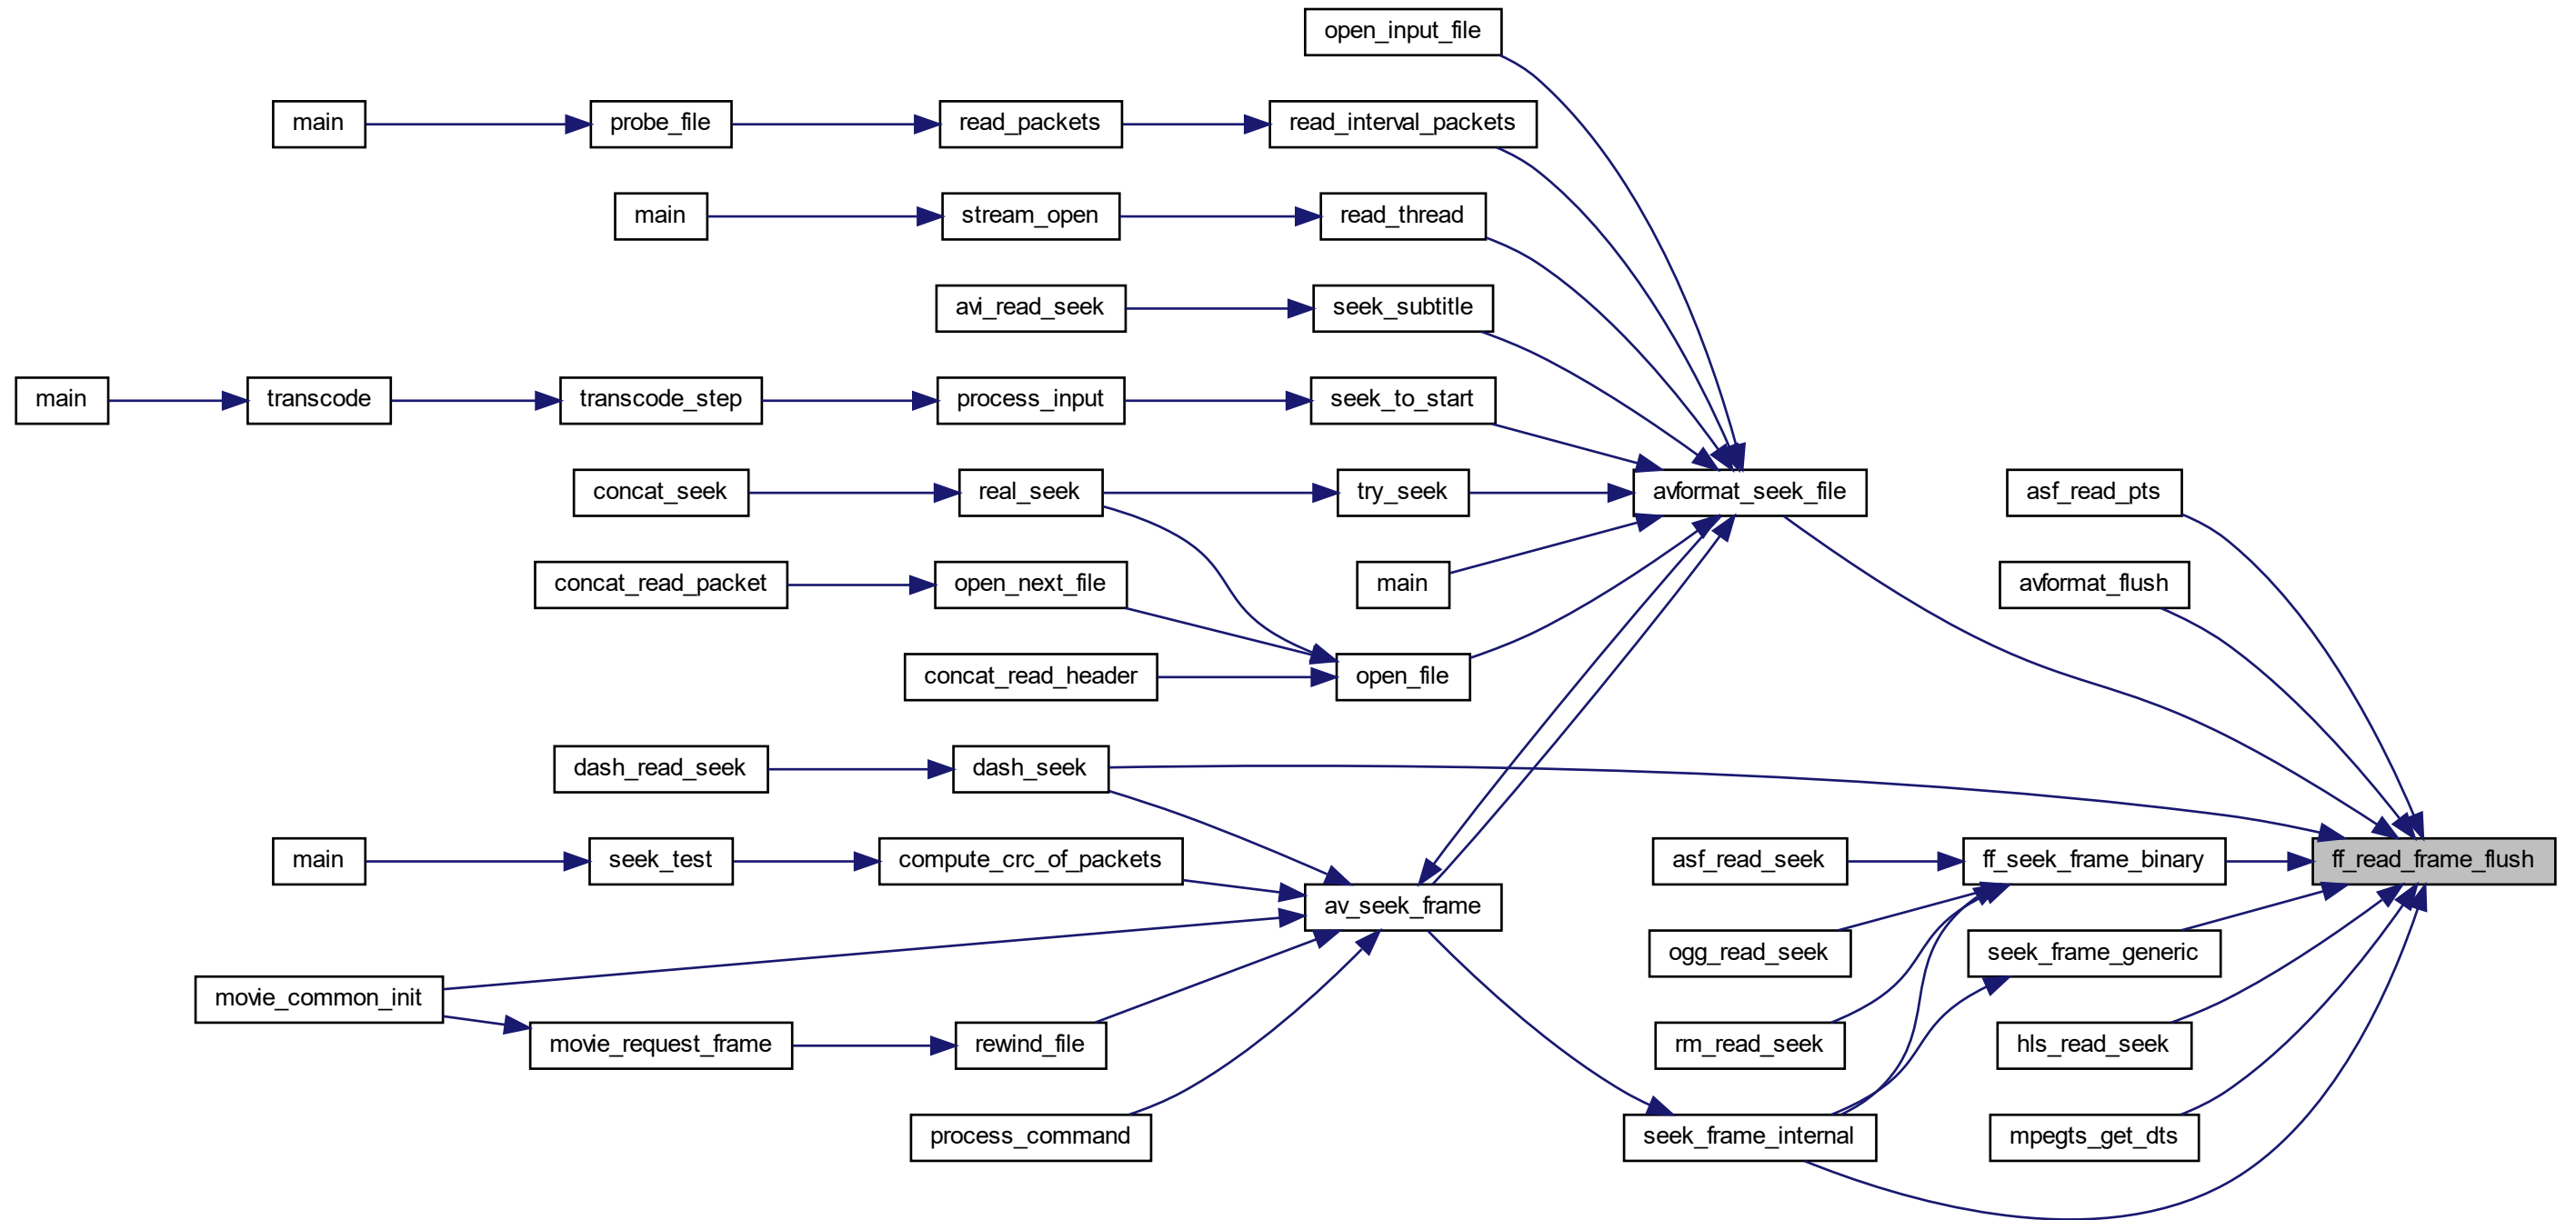 open_input_file
main
probe_file
read_packets
read_interval_packets
main
stream_open
read_thread
avi_read_seek
seek_subtitle
main
transcode
transcode_step
process_input
seek_to_start
concat_seek
real_seek
try_seek
avformat_seek_file
asf_read_pts
concat_read_packet
open_next_file
main
avformat_flush
concat_read_header
open_file
dash_read_seek
dash_seek
main
seek_test
compute_crc_of_packets
asf_read_seek
ff_seek_frame_binary
ff_read_frame_flush
av_seek_frame
ogg_read_seek
seek_frame_generic
movie_common_init
movie_request_frame
rewind_file
rm_read_seek
hls_read_seek
process_command
seek_frame_internal
mpegts_get_dts